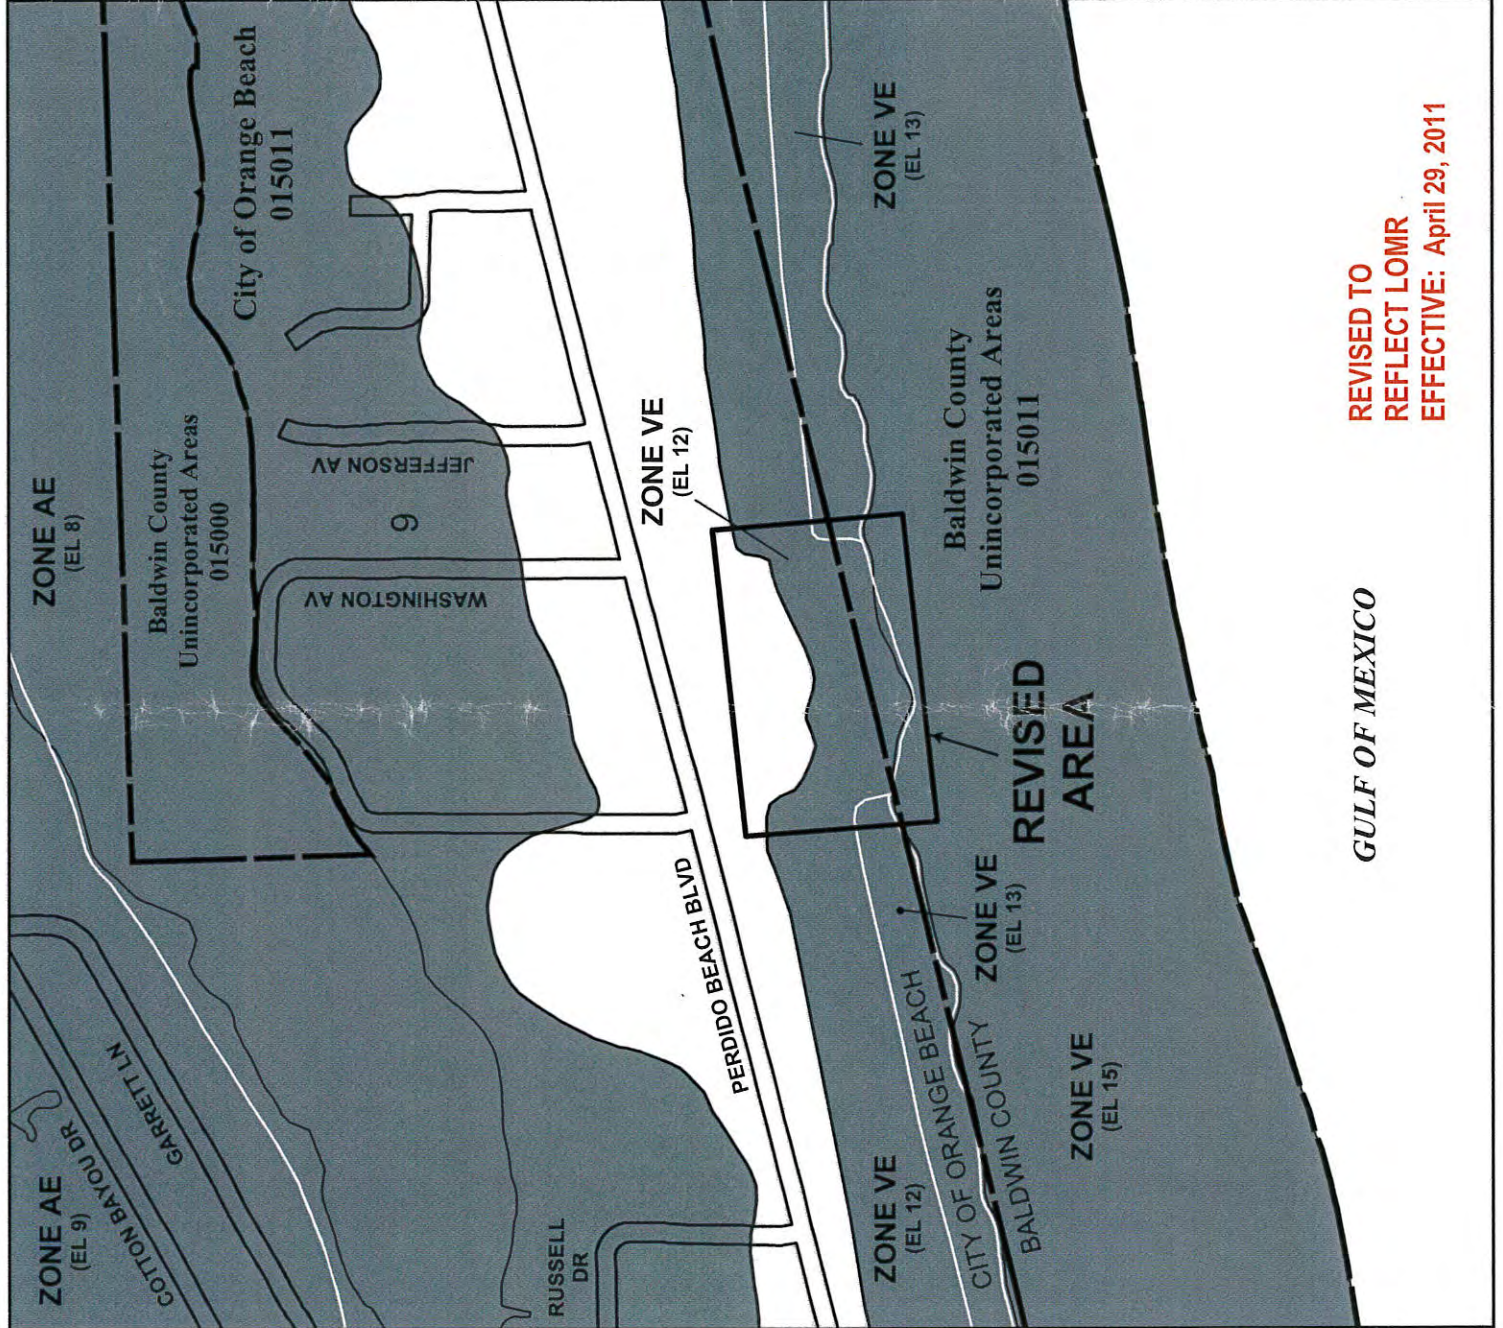 ZONE AE
(EL 9)
COTTON BAYOU DR
GARRETT LN
ZONE AE
(EL 8)
Baldwin County
Unincorporated Areas
015000
City of Orange Beach
015011
JEFFERSON AV
6
WASHINGTON AV
RUSSELL
DR
PERDIDO BEACH BLVD
ZONE VE
(EL 12)
ZONE VE
(EL 13)
ZONE VE
(EL 12)
CITY OF ORANGE BEACH
BALDWIN COUNTY
ZONE VE
(EL 13)
REVISED
AREA
Baldwin County
Unincorporated Areas
015011
ZONE VE
(EL 15)
GULF OF MEXICO
REVISED TO
REFLECT LOMR
EFFECTIVE: April 29, 2011